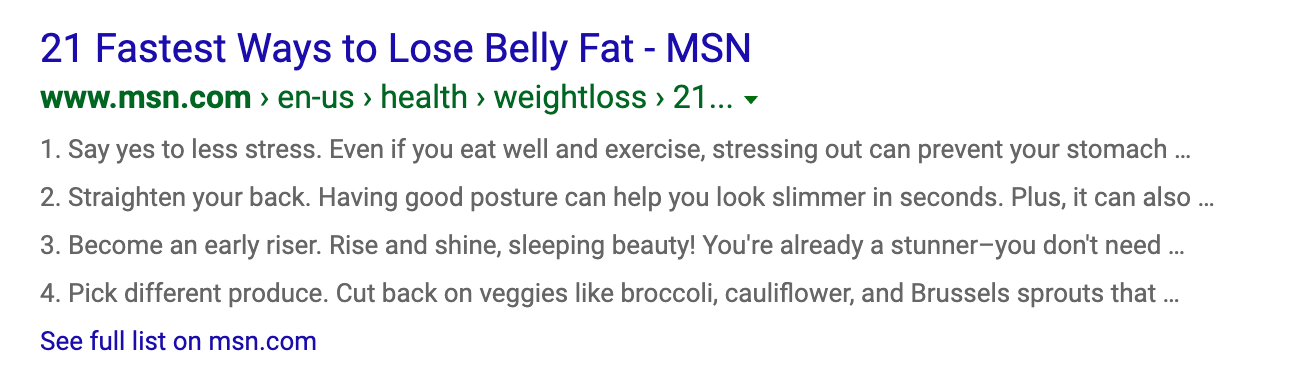 21 Fastest Ways to Lose Belly Fat - MSN
www.msn.com › en-us › health › weightloss › 21...
1. Say yes to less stress. Even if you eat well and exercise, stressing out can prevent your stomach ...
2. Straighten your back. Having good posture can help you look slimmer in seconds. Plus, it can also ...
3. Become an early riser. Rise and shine, sleeping beauty! You're already a stunner–you don't need ...
4. Pick different produce. Cut back on veggies like broccoli, cauliflower, and Brussels sprouts that ...
See full list on msn.com